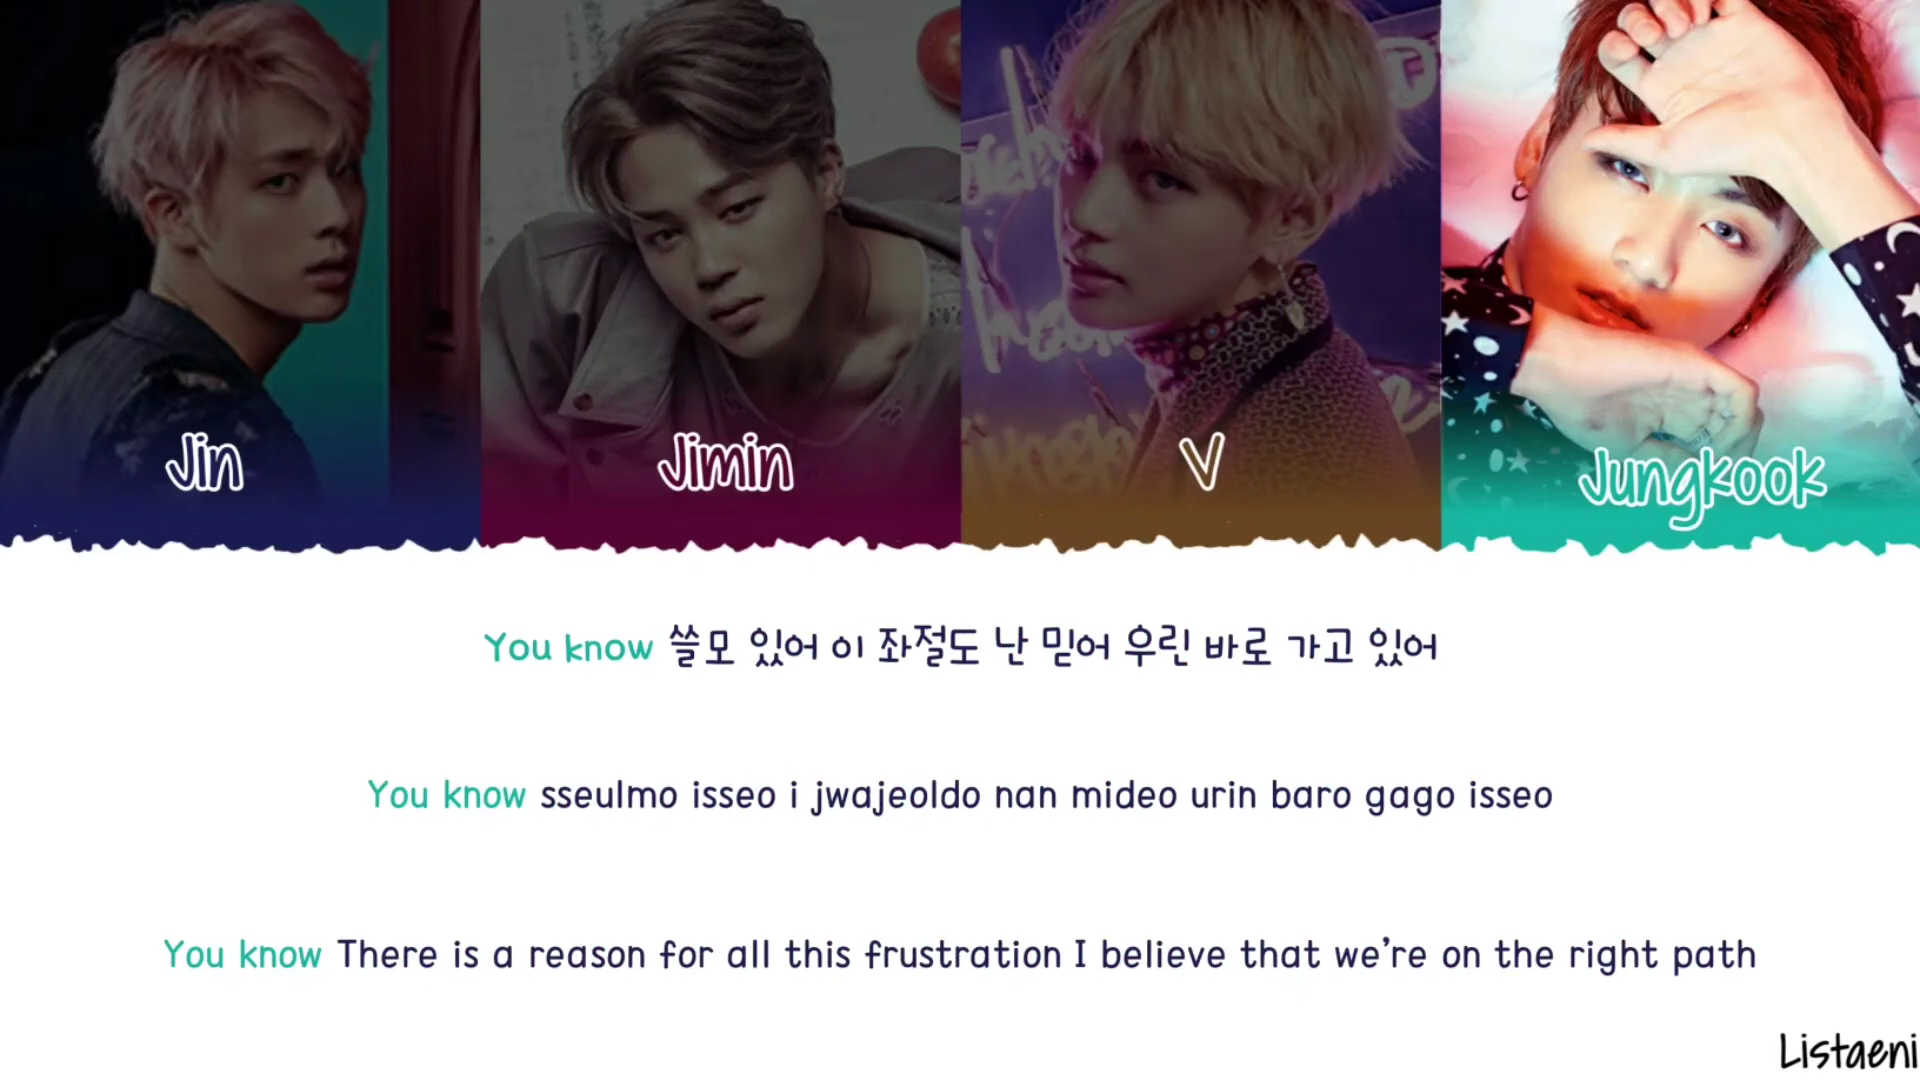 Jin
Jimin
V
Jungkook
You know 쓸모 있어 이 좌절도 난 믿어 우린 바로 가고 있어
You know sseulmo isseo i jwajeoldo nan mideo urin baro gago isseo
You know There is a reason for all this frustration I believe that we’re on the right path
Listaeni